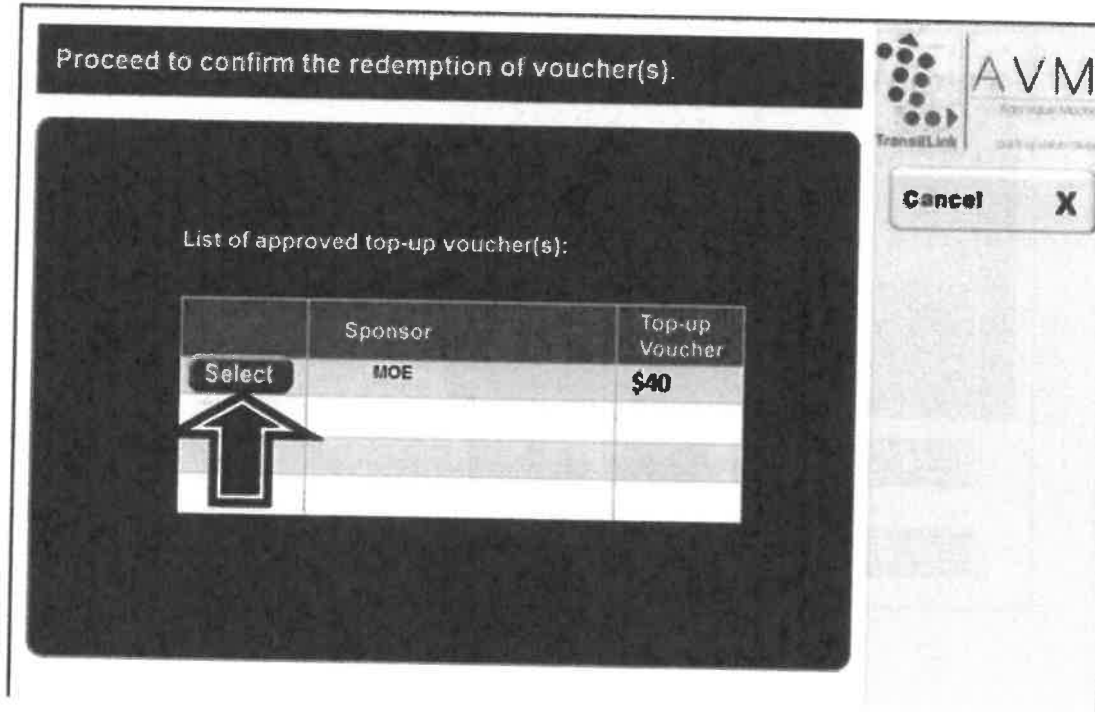 Proceed to confirm the redemption of voucher(s).
AVM
TransitLink
Cancel X
List of approved top-up voucher(s):
Sponsor
Top-up
Voucher
Select MOE $40